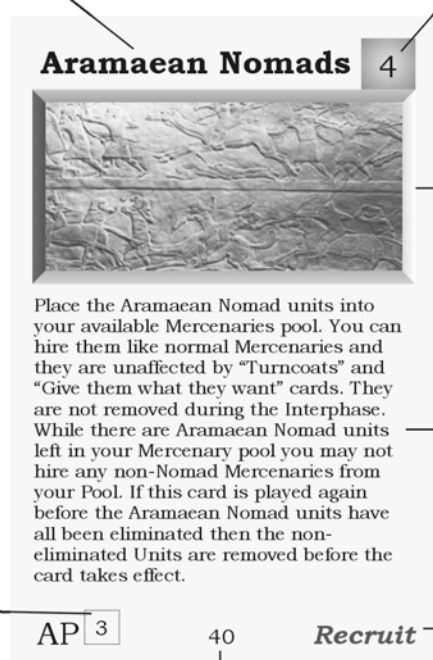 Aramaean Nomads 4
Place the Aramaean Nomad units into
your available Mercenaries pool. You can
hire them like normal Mercenaries and
they are unaffected by “Turncoats” and
“Give them what they want” cards. They
are not removed during the Interphase.
While there are Aramaean Nomad units
left in your Mercenary pool you may not
hire any non-Nomad Mercenaries from
your Pool. If this card is played again
before the Aramaean Nomad units have
all been eliminated then the non-
eliminated Units are removed before the
card takes effect.
AP 3 40 Recruit